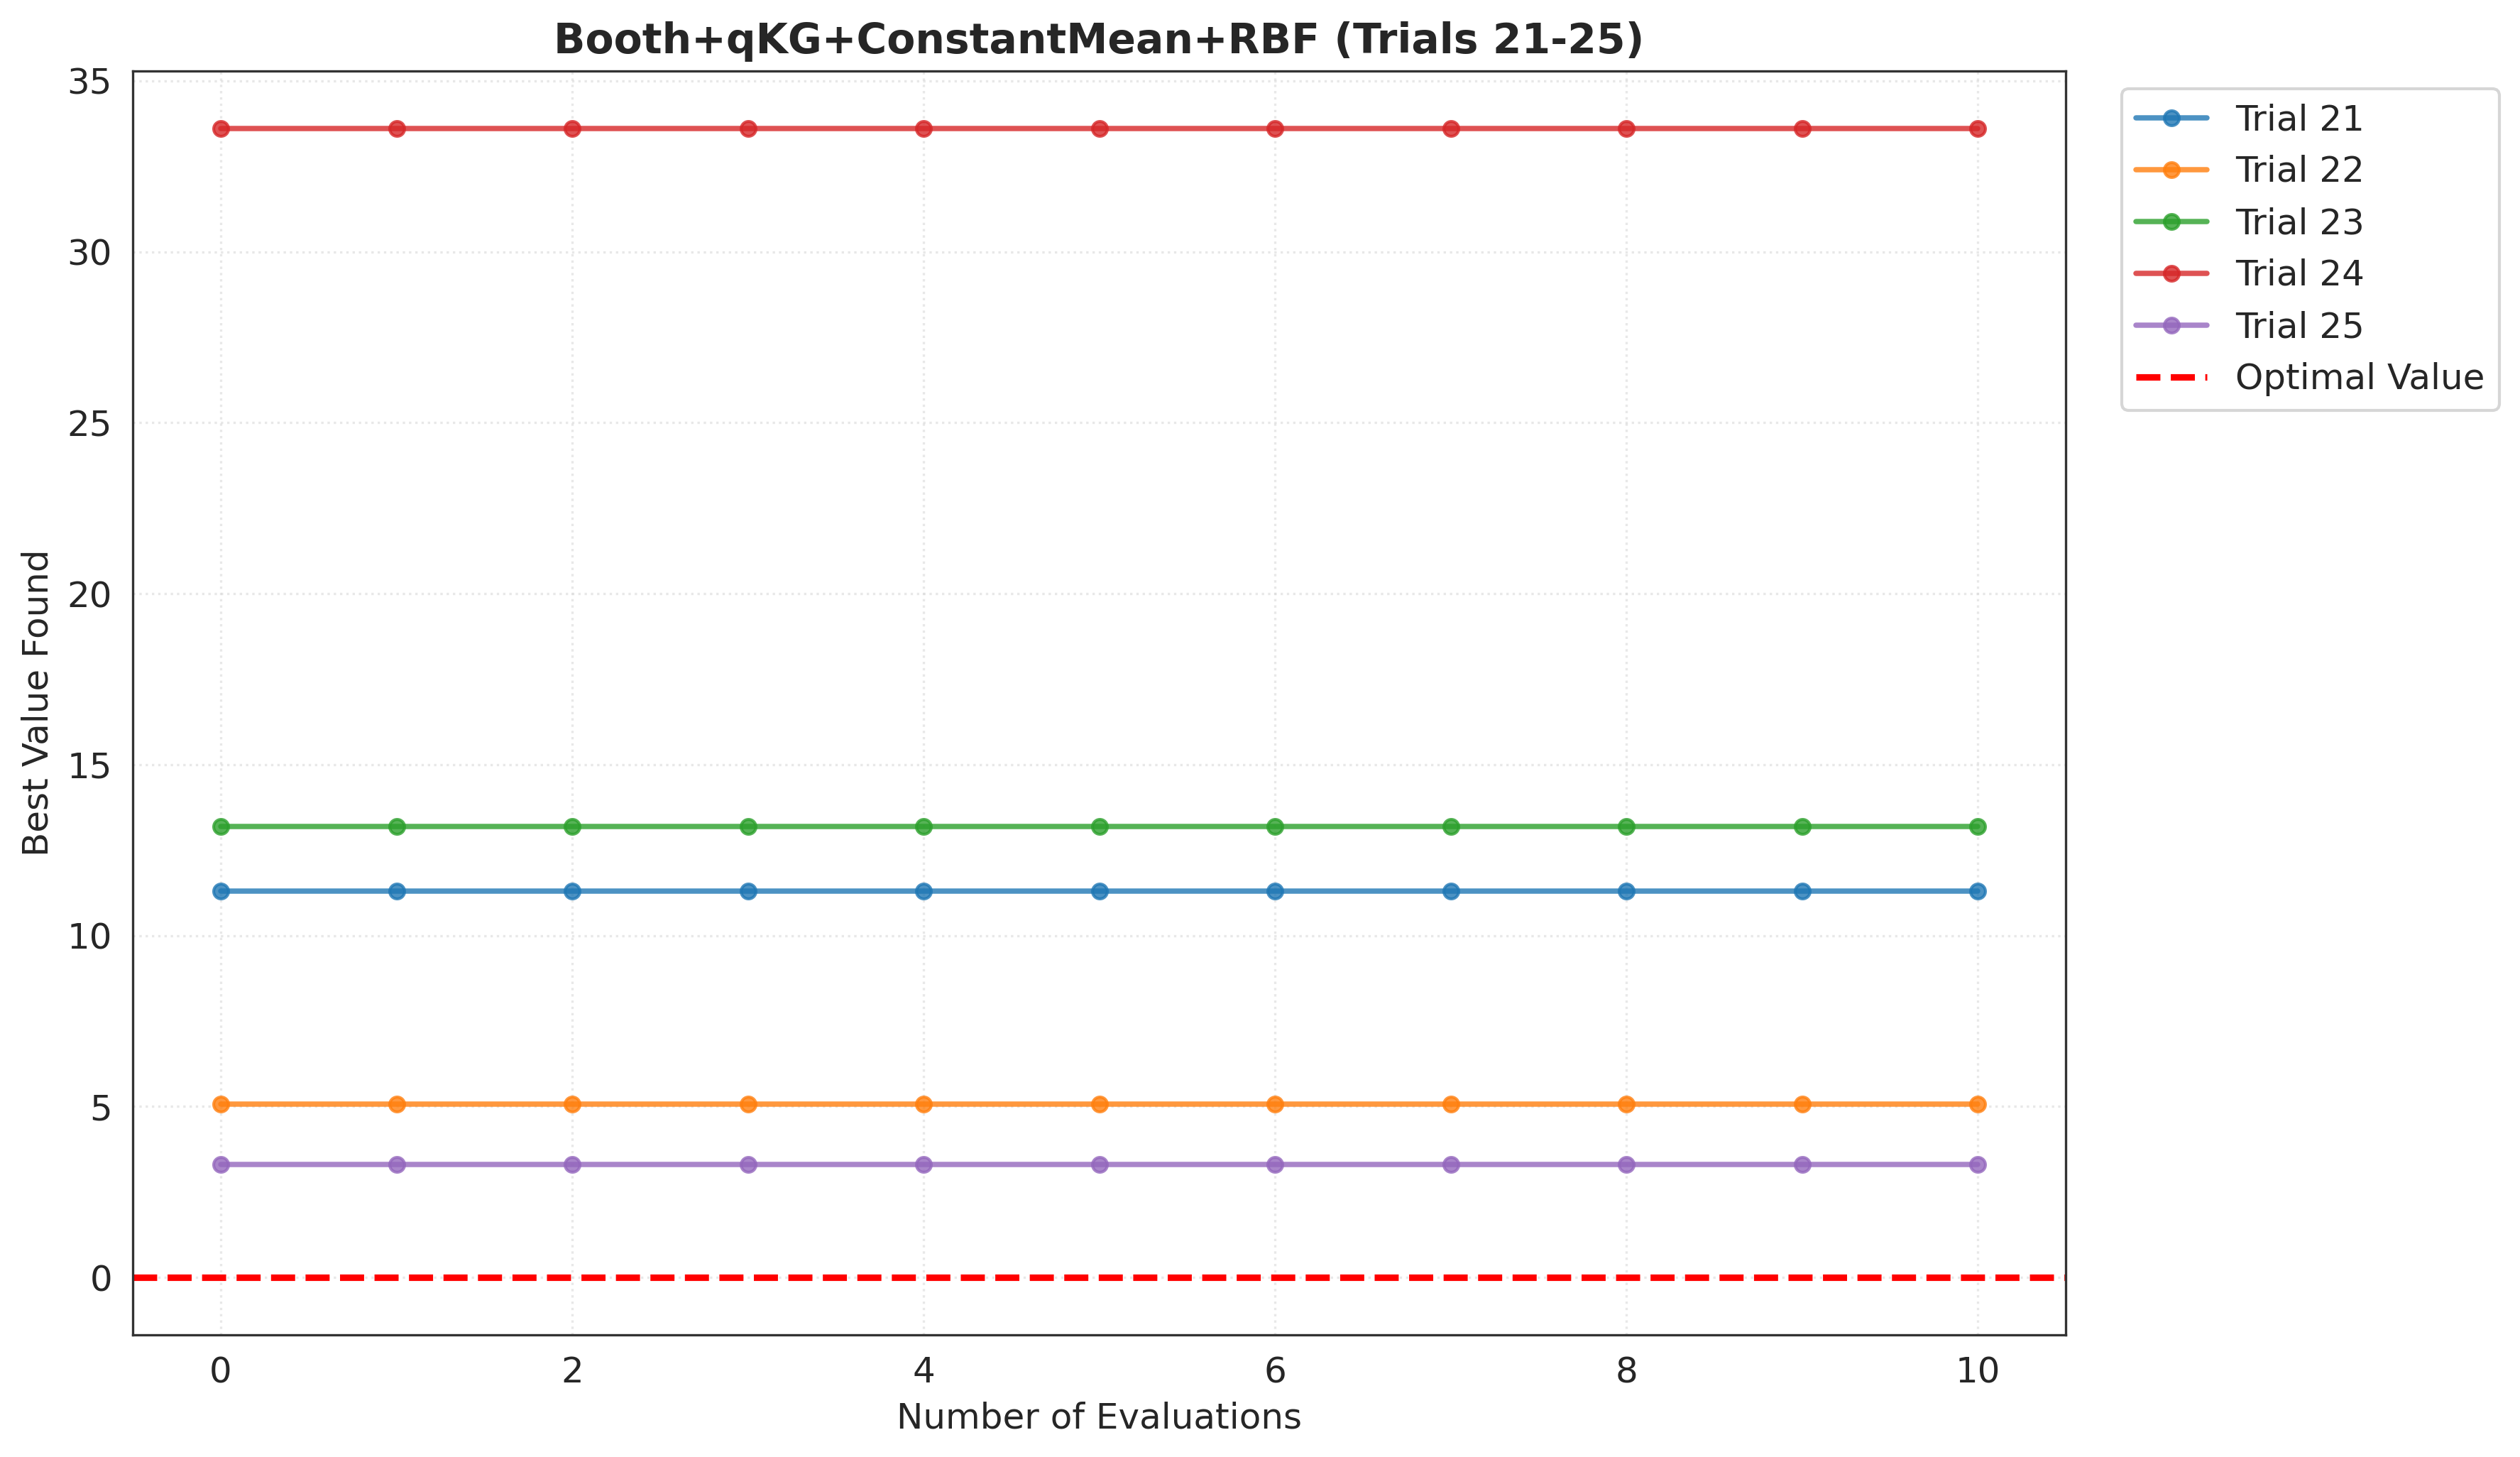 Booth+qKG+ConstantMean+RBF (Trials 21-25)
35
30
25
20
15
10
5
0
Best Value Found
0 2 4 6 8 10
Number of Evaluations
Trial 21
Trial 22
Trial 23
Trial 24
Trial 25
Optimal Value